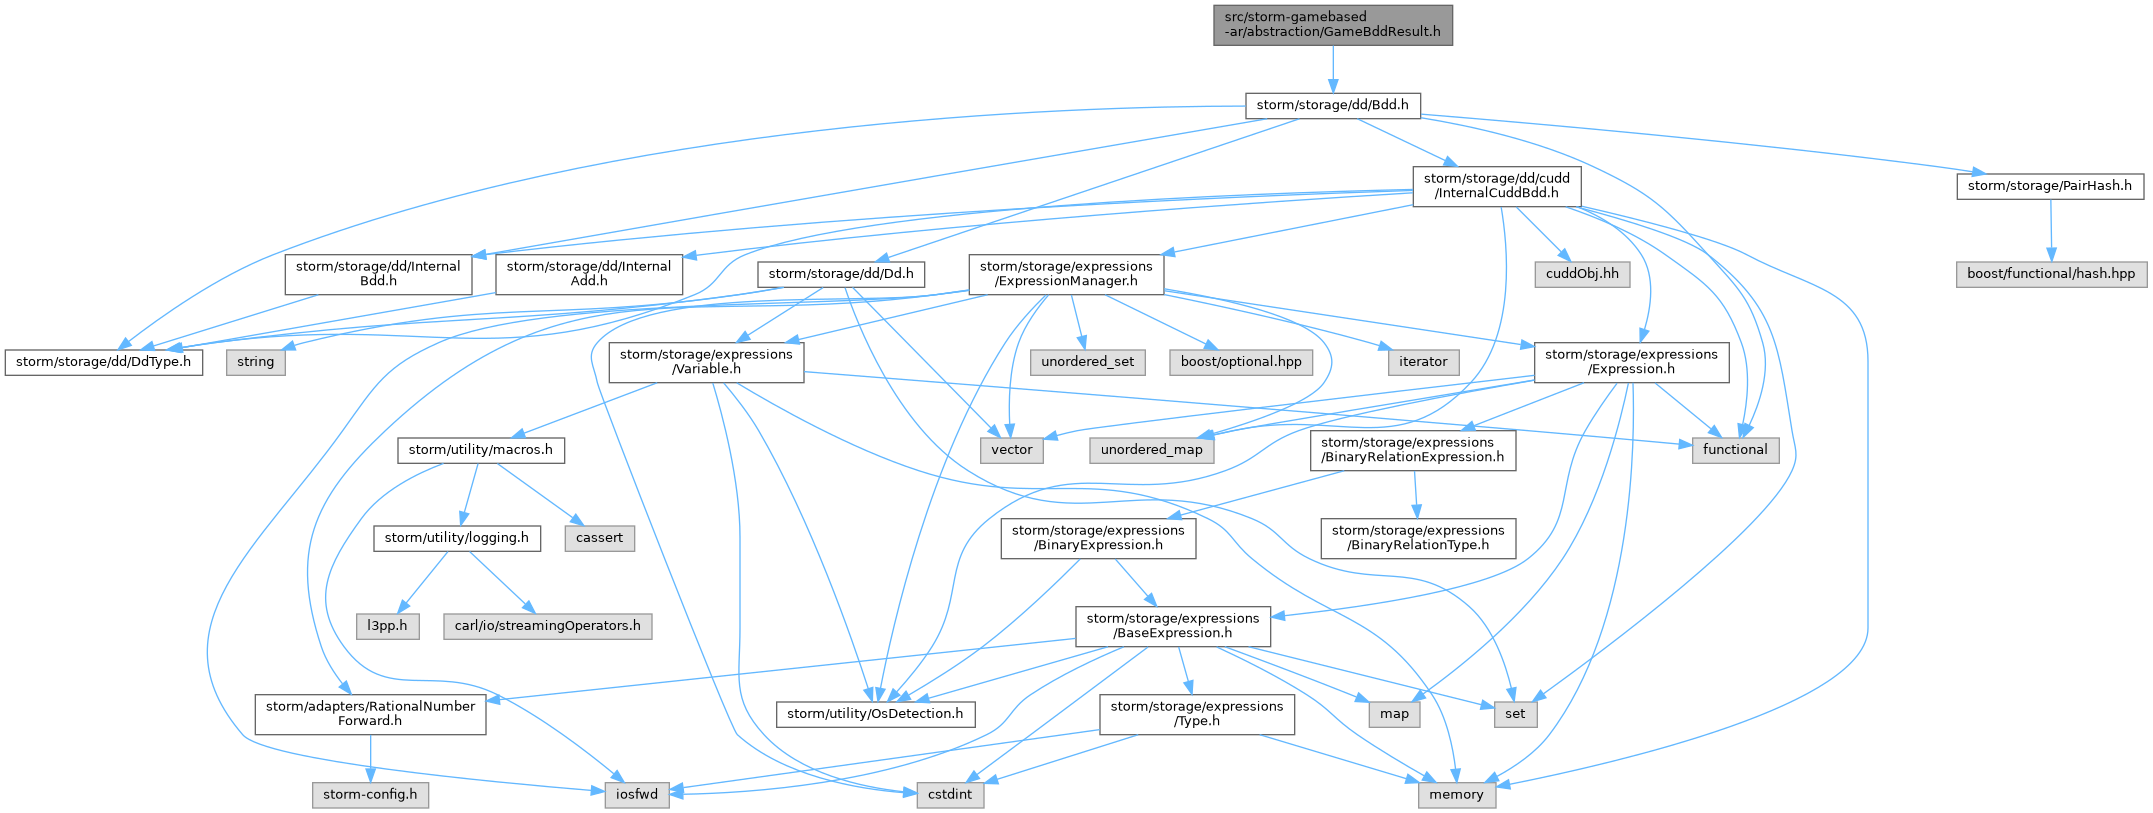 src/storm-gamebased
-ar/abstraction/GameBddResult.h
storm/storage/dd/Bdd.h
storm/storage/dd/cudd
/InternalCuddBdd.h
storm/storage/PairHash.h
storm/storage/dd/Internal
Bdd.h
storm/storage/dd/Internal
Add.h
storm/storage/dd/Dd.h
storm/storage/expressions
/ExpressionManager.h
cuddObj.hh
boost/functional/hash.hpp
storm/storage/dd/DdType.h
string
storm/storage/expressions
/Variable.h
unordered_set
boost/optional.hpp
iterator
storm/storage/expressions
/Expression.h
storm/utility/macros.h
vector
unordered_map
storm/storage/expressions
/BinaryRelationExpression.h
functional
storm/utility/logging.h
cassert
storm/storage/expressions
/BinaryExpression.h
storm/storage/expressions
/BinaryRelationType.h
l3pp.h
carl/io/streamingOperators.h
storm/storage/expressions
/BaseExpression.h
storm/adapters/RationalNumber
Forward.h
storm/utility/OsDetection.h
storm/storage/expressions
/Type.h
map
set
storm-config.h
iosfwd
cstdint
memory